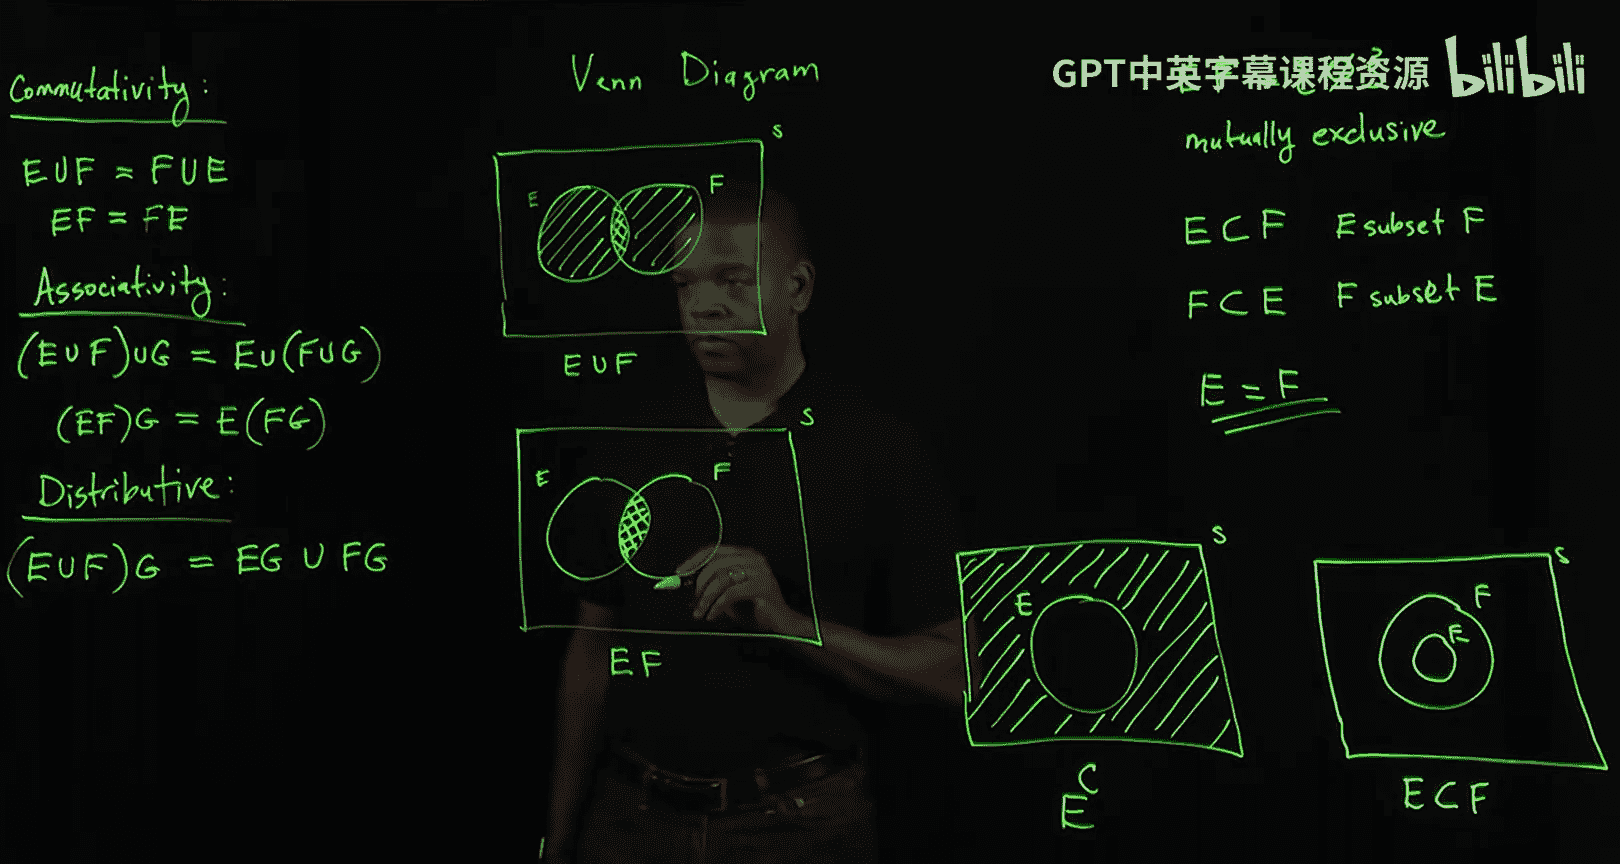 Commutativity:
E∪F = F∪E
EF = FE
Associativity:
(E∪F)∪G = E∪(F∪G)
(EF)G = E(FG)
Distributive:
(E∪F)G = EG ∪ FG
Venn Diagram
S
E
F
E∪F
S
E
F
EF
GPT中英字幕课程资源 bilibili
mutually exclusive
E⊂F E subset F
F⊂E F subset E
E = F
S
E
E^C
S
F
E
E⊂F